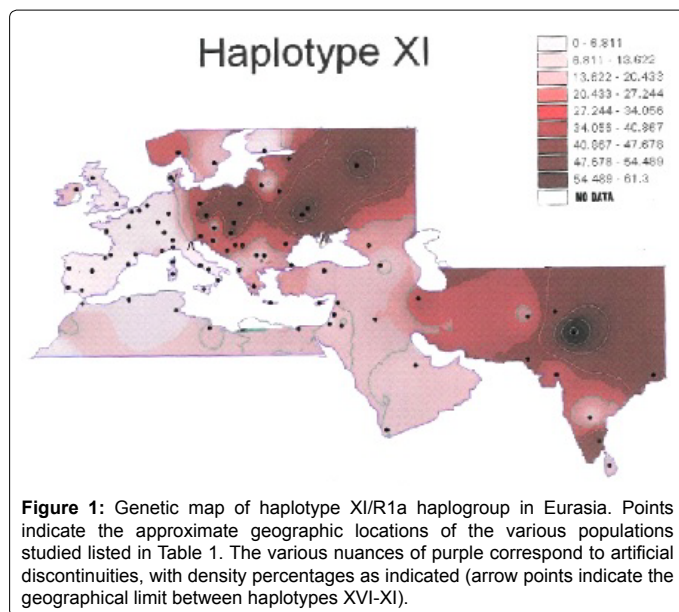 Haplotype XI
0 - 6.811
6.811 - 13.622
13.622 - 20.433
20.433 - 27.244
27.244 - 34.056
34.056 - 40.867
40.867 - 47.678
47.678 - 54.489
54.489 - 61.3
NO DATA
Figure 1: Genetic map of haplotype XI/R1a haplogroup in Eurasia. Points
indicate the approximate geographic locations of the various populations
studied listed in Table 1. The various nuances of purple correspond to artificial
discontinuities, with density percentages as indicated (arrow points indicate the
geographical limit between haplotypes XVI-XI).